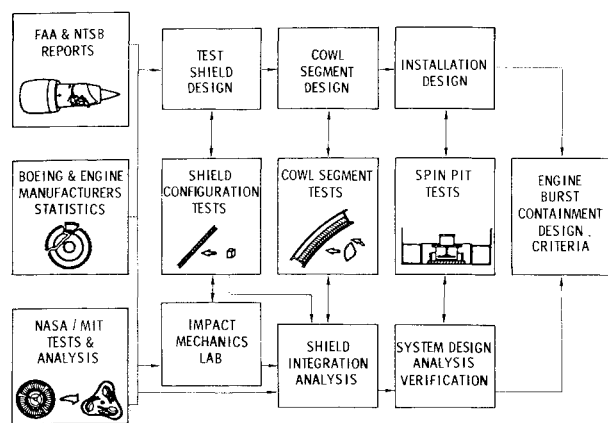 FAA & NTSB
REPORTS
TEST
SHIELD
DESIGN
COWL
SEGMENT
DESIGN
INSTALLATION
DESIGN
BOEING & ENGINE
MANUFACTURERS
STATISTICS
SHIELD
CONFIGURATION
TESTS
COWL SEGMENT
TESTS
SPIN PIT
TESTS
ENGINE
BURST
CONTAINMENT
DESIGN
CRITERIA
NASA / MIT
TESTS &
ANALYSIS
IMPACT
MECHANICS
LAB
SHIELD
INTEGRATION
ANALYSIS
SYSTEM DESIGN
ANALYSIS
VERIFICATION